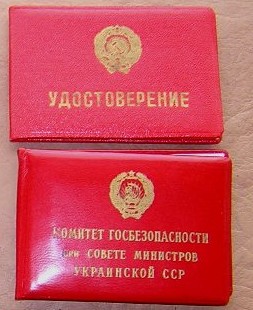 УДОСТОВЕРЕНИЕ
КОМИТЕТ ГОСБЕЗОПАСНОСТИ
ПРИ СОВЕТЕ МИНИСТРОВ
УКРАИНСКОЙ ССР